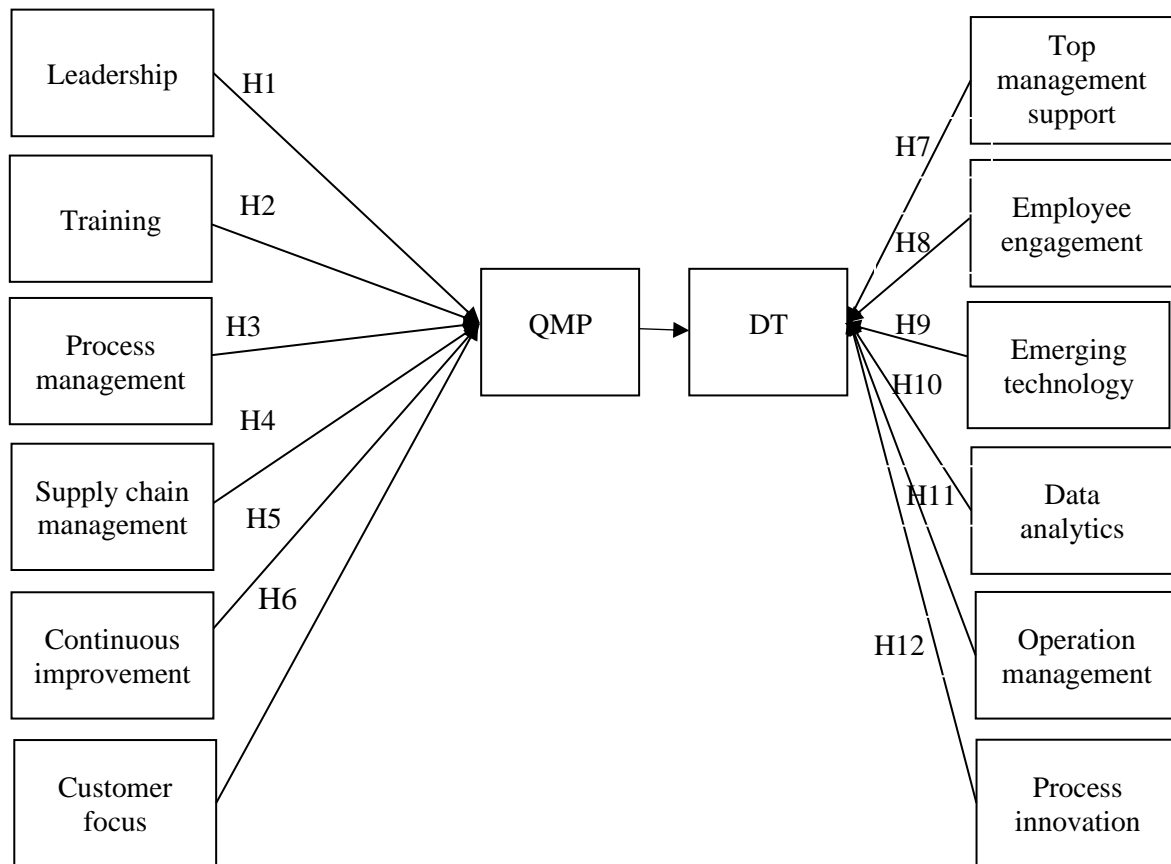 Leadership
H1
Training
H2
Process
management
H3
Supply chain
management
H4
Continuous
improvement
H5
Customer
focus
H6
QMP
DT
Top
management
support
H7
Employee
engagement
H8
Emerging
technology
H9
Data
analytics
H10
Operation
management
H11
Process
innovation
H12